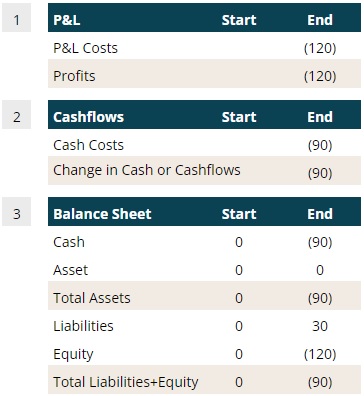 1 P&L Start End
P&L Costs (120)
Profits (120)
2 Cashflows Start End
Cash Costs (90)
Change in Cash or Cashflows (90)
3 Balance Sheet Start End
Cash 0 (90)
Asset 0 0
Total Assets 0 (90)
Liabilities 0 30
Equity 0 (120)
Total Liabilities+Equity 0 (90)